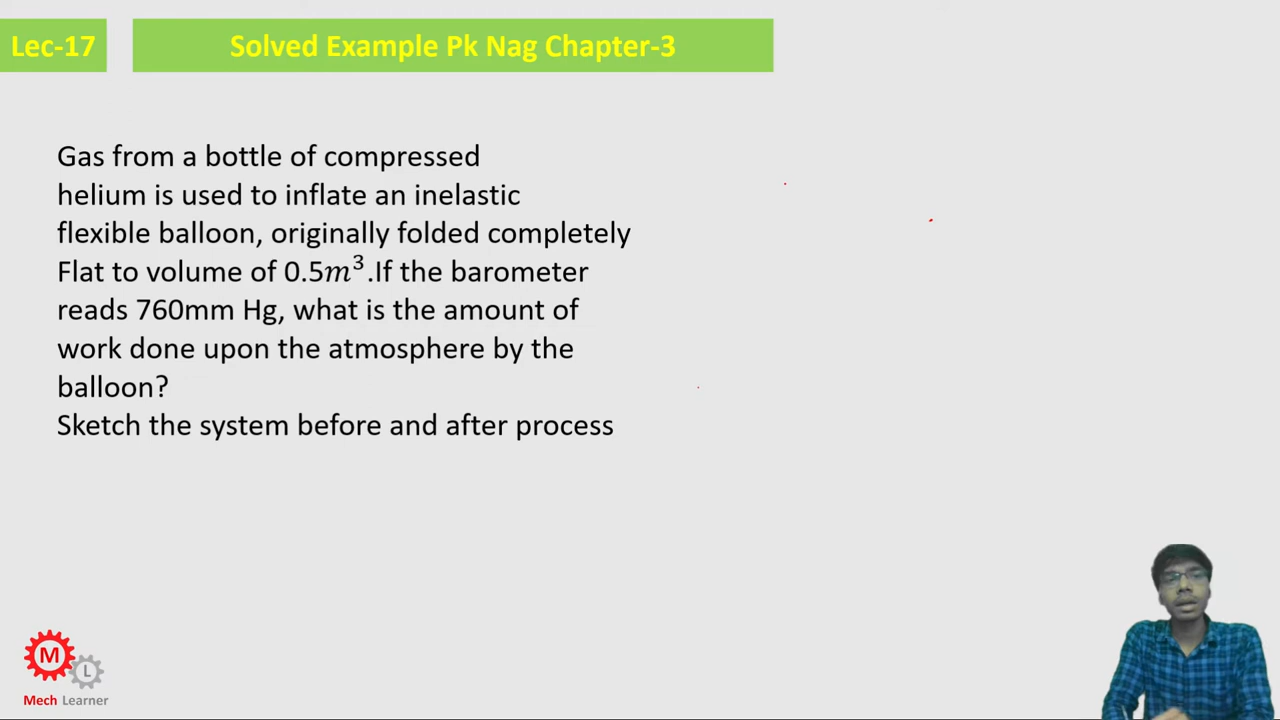 Lec-17
Solved Example Pk Nag Chapter-3
Gas from a bottle of compressed
helium is used to inflate an inelastic
flexible balloon, originally folded completely
Flat to volume of 0.5m³.If the barometer
reads 760mm Hg, what is the amount of
work done upon the atmosphere by the
balloon?
Sketch the system before and after process
M
L
Mech Learner